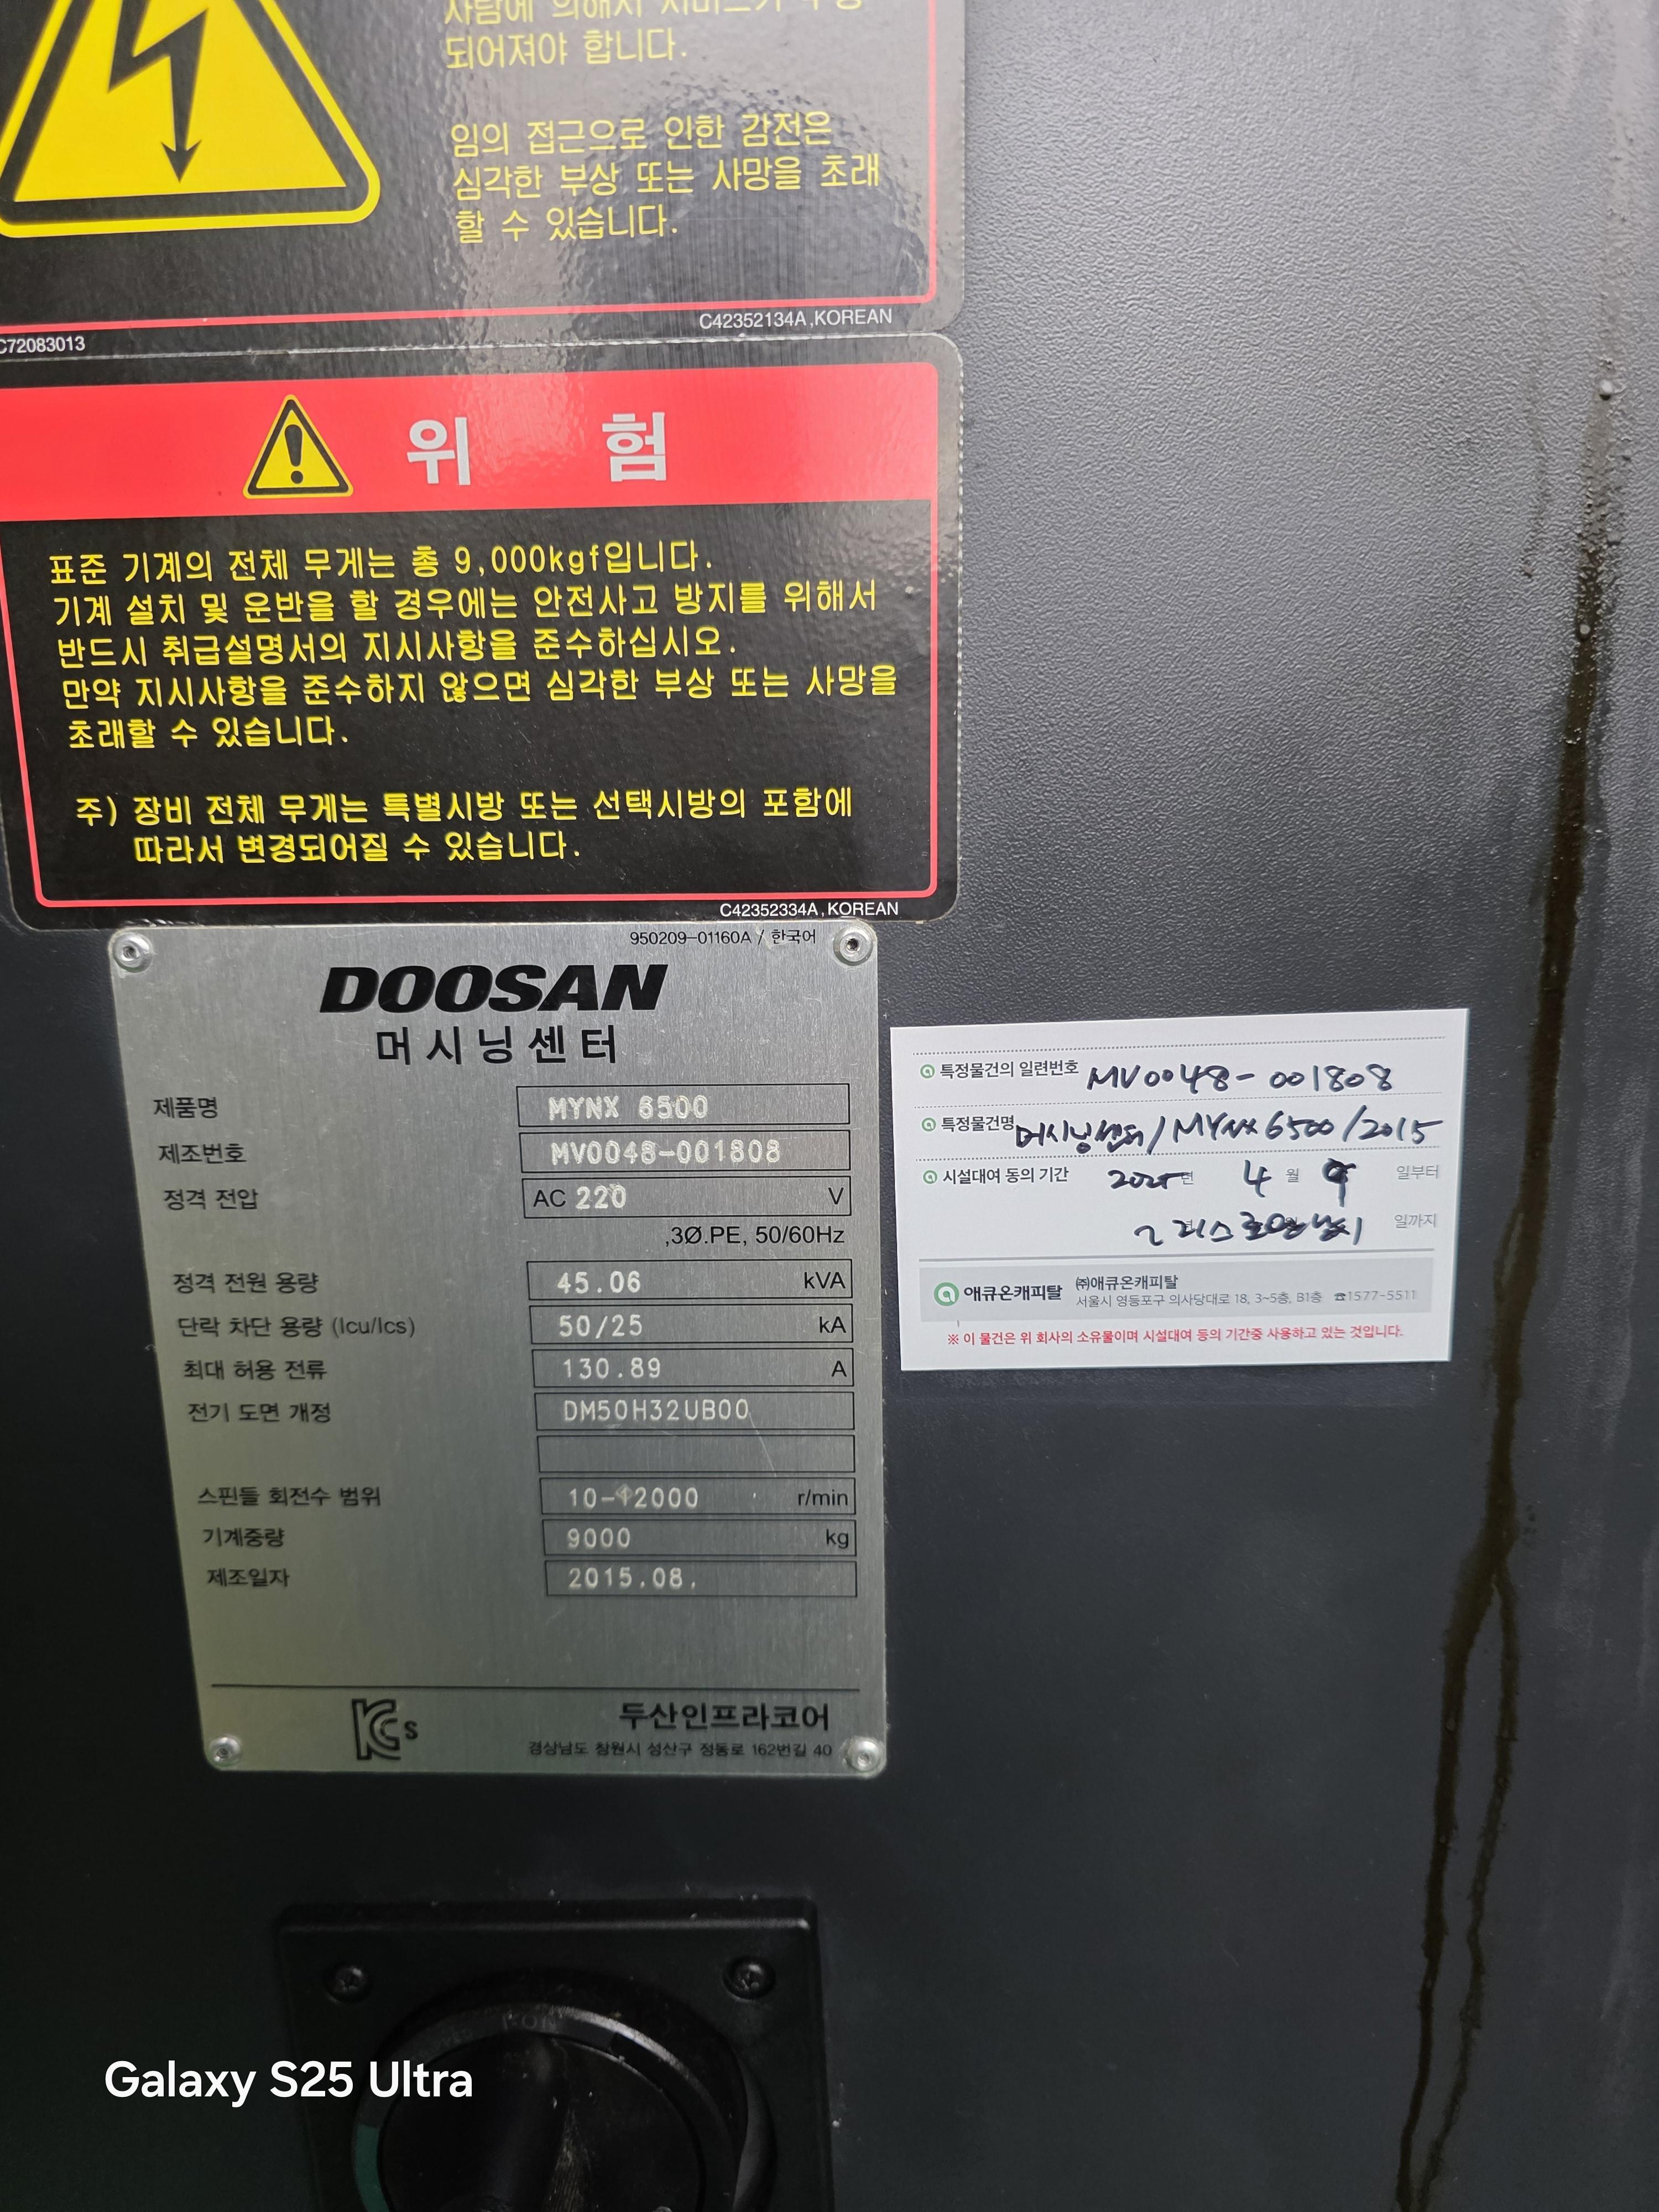 되어져야 합니다.
임의 접근으로 인한 감전은
심각한 부상 또는 사망을 초래
할 수 있습니다.
C42352134A,KOREAN
C72083013
위 험
표준 기계의 전체 무게는 총 9,000kgf입니다.
기계 설치 및 운반을 할 경우에는 안전사고 방지를 위해서
반드시 취급설명서의 지시사항을 준수하십시오.
만약 지시사항을 준수하지 않으면 심각한 부상 또는 사망을
초래할 수 있습니다.
주) 장비 전체 무게는 특별시방 또는 선택시방의 포함에
따라서 변경되어질 수 있습니다.
C42352334A,KOREAN
950209-01160A / 한국어
DOOSAN
머시닝센터
제품명 MYNX 6500
제조번호 MV0048-001808
정격 전압 AC 220 V
,3Ø.PE, 50/60Hz
정격 전원 용량 45.06 kVA
단락 차단 용량 (Icu/Ics) 50/25 kA
최대 허용 전류 130.89 A
전기 도면 개정 DM50H32UB00
스핀들 회전수 범위 10-12000 r/min
기계중량 9000 kg
제조일자 2015.08.
KCs
두산인프라코어
경상남도 창원시 성산구 정동로 162번길 40
특정물건의 일련번호 MV0048-001808
특정물건명 머시닝센터/MYNX 6500/2015
시설대여 동의 기간 2025년 4월 9일부터
일까지
애큐온캐피탈 ㈜애큐온캐피탈
서울시 영등포구 의사당대로 18, 3~5층, B1층 ☎1577-5511
※ 이 물건은 위 회사의 소유물이며 시설대여 등의 기간중 사용하고 있는 것입니다.
Galaxy S25 Ultra